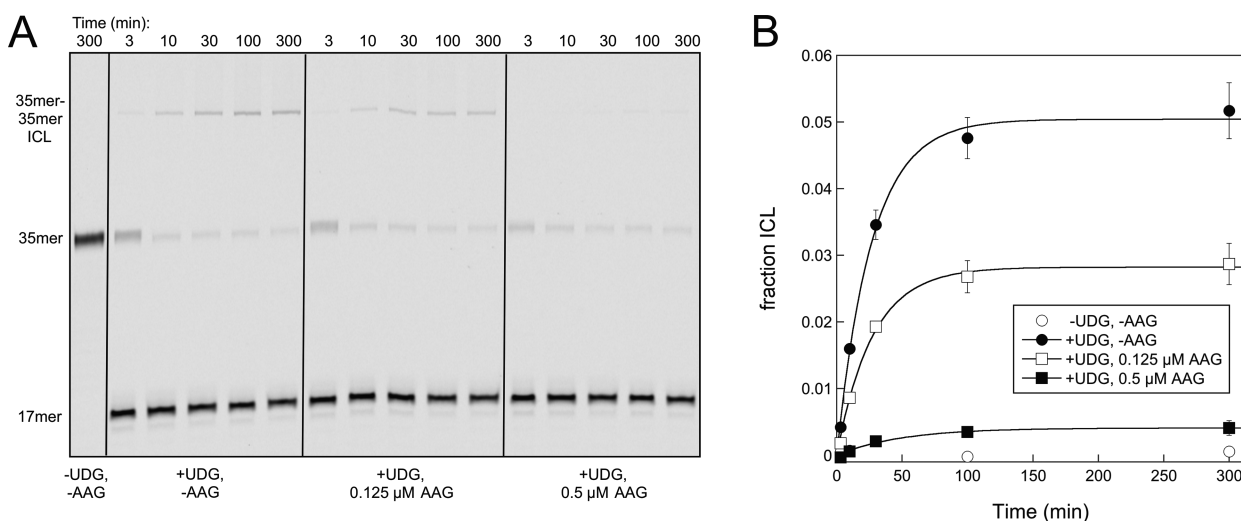 A
Time (min):
300 3 10 30 100 300 3 10 30 100 300 3 10 30 100 300
35mer-
35mer
ICL
35mer
17mer
-UDG,
-AAG
+UDG,
-AAG
+UDG,
0.125 µM AAG
+UDG,
0.5 µM AAG
B
fraction ICL
0.06
0.05
0.04
0.03
0.02
0.01
0
-UDG, -AAG
+UDG, -AAG
+UDG, 0.125 µM AAG
+UDG, 0.5 µM AAG
0 50 100 150 200 250 300
Time (min)